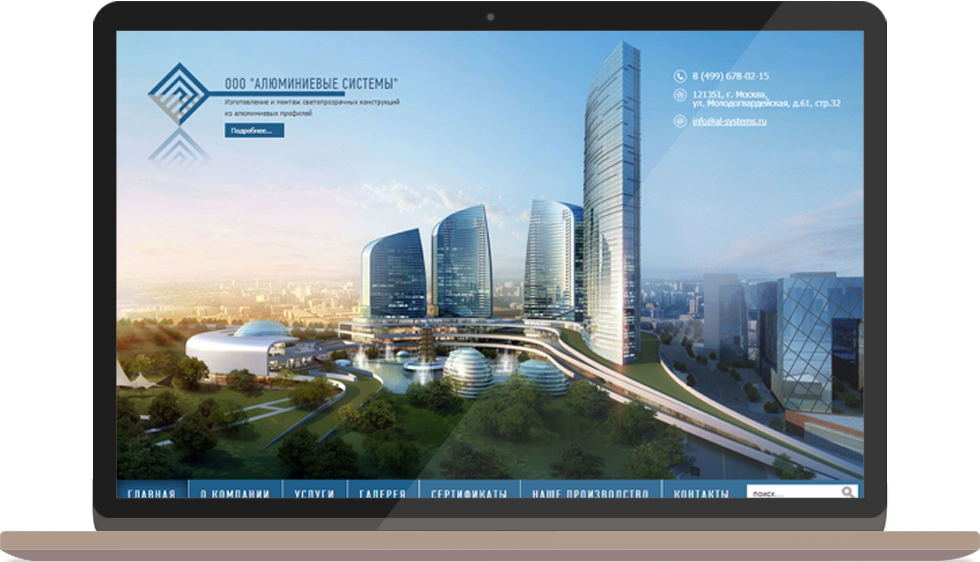 ООО "АЛЮМИНИЕВЫЕ СИСТЕМЫ"
Изготовление и монтаж светопрозрачных конструкций
из алюминиевых профилей
Подробнее...
8 (499) 678-02-15
121351, г. Москва,
ул. Молодогвардейская, д.61, стр.32
info@al-systems.ru
ГЛАВНАЯ О КОМПАНИИ УСЛУГИ ГАЛЕРЕЯ СЕРТИФИКАТЫ НАШЕ ПРОИЗВОДСТВО КОНТАКТЫ поиск...